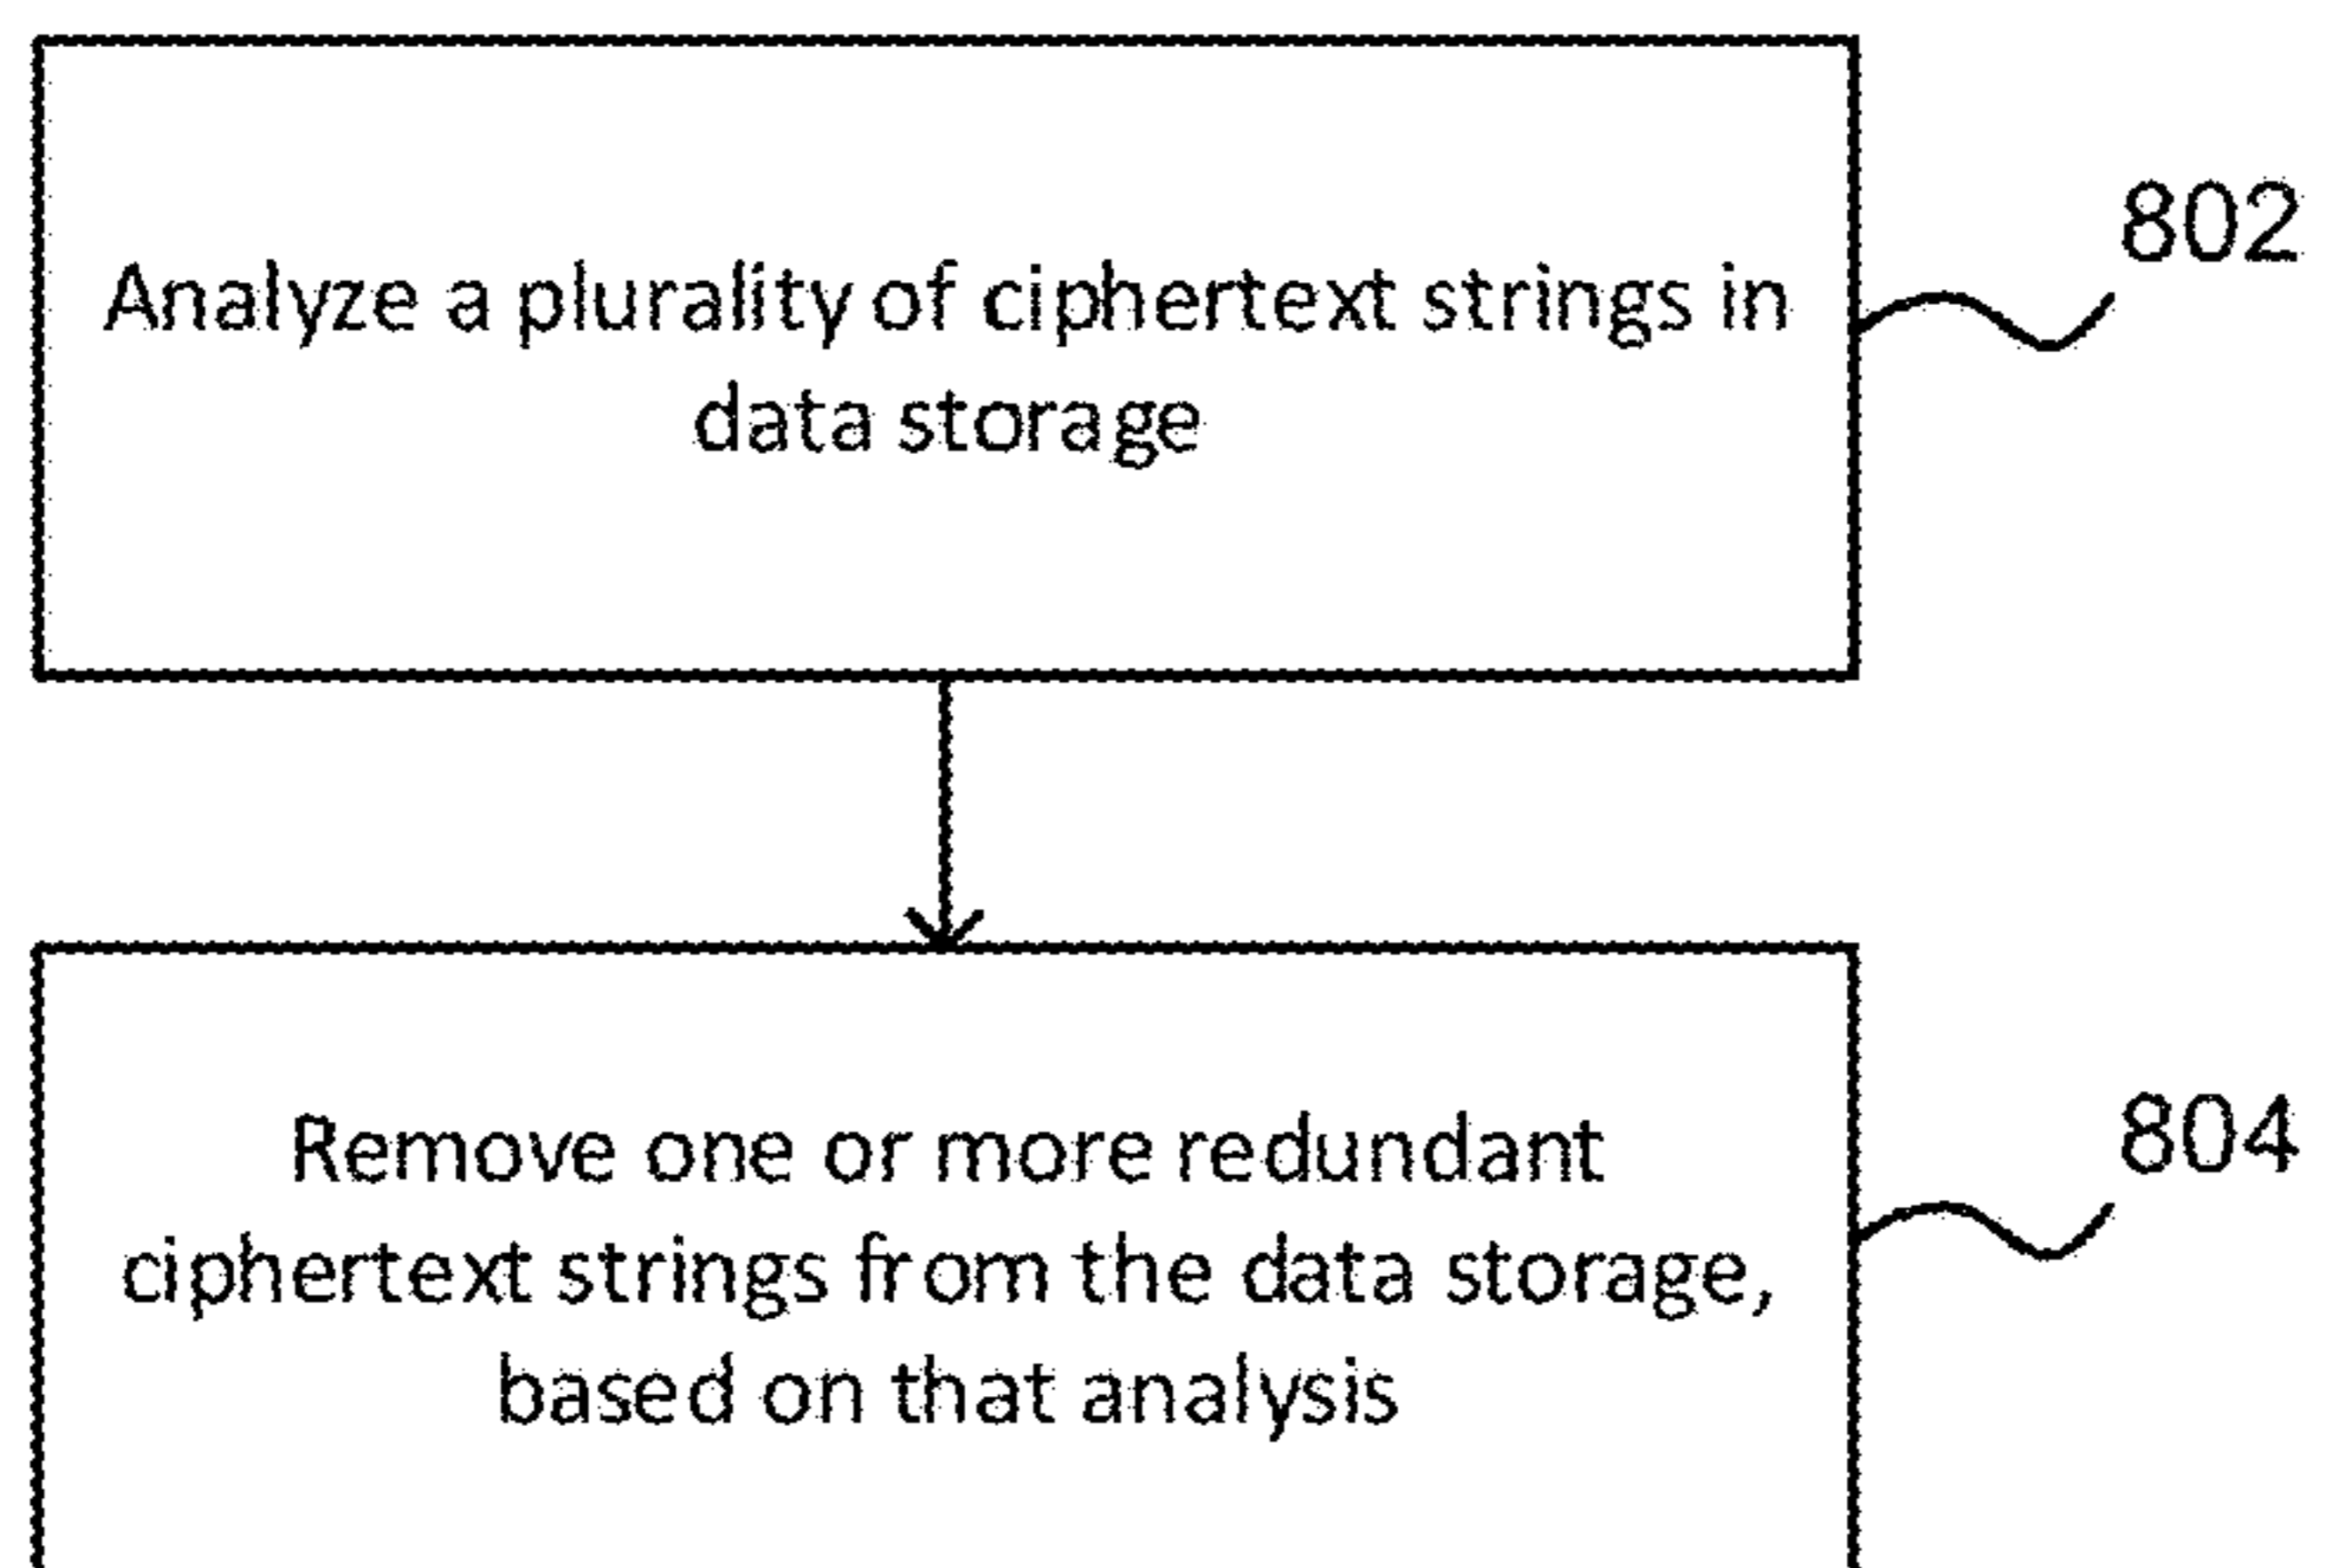 802
Analyze a plurality of ciphertext strings in
data storage
804
Remove one or more redundant
ciphertext strings from the data storage,
based on that analysis